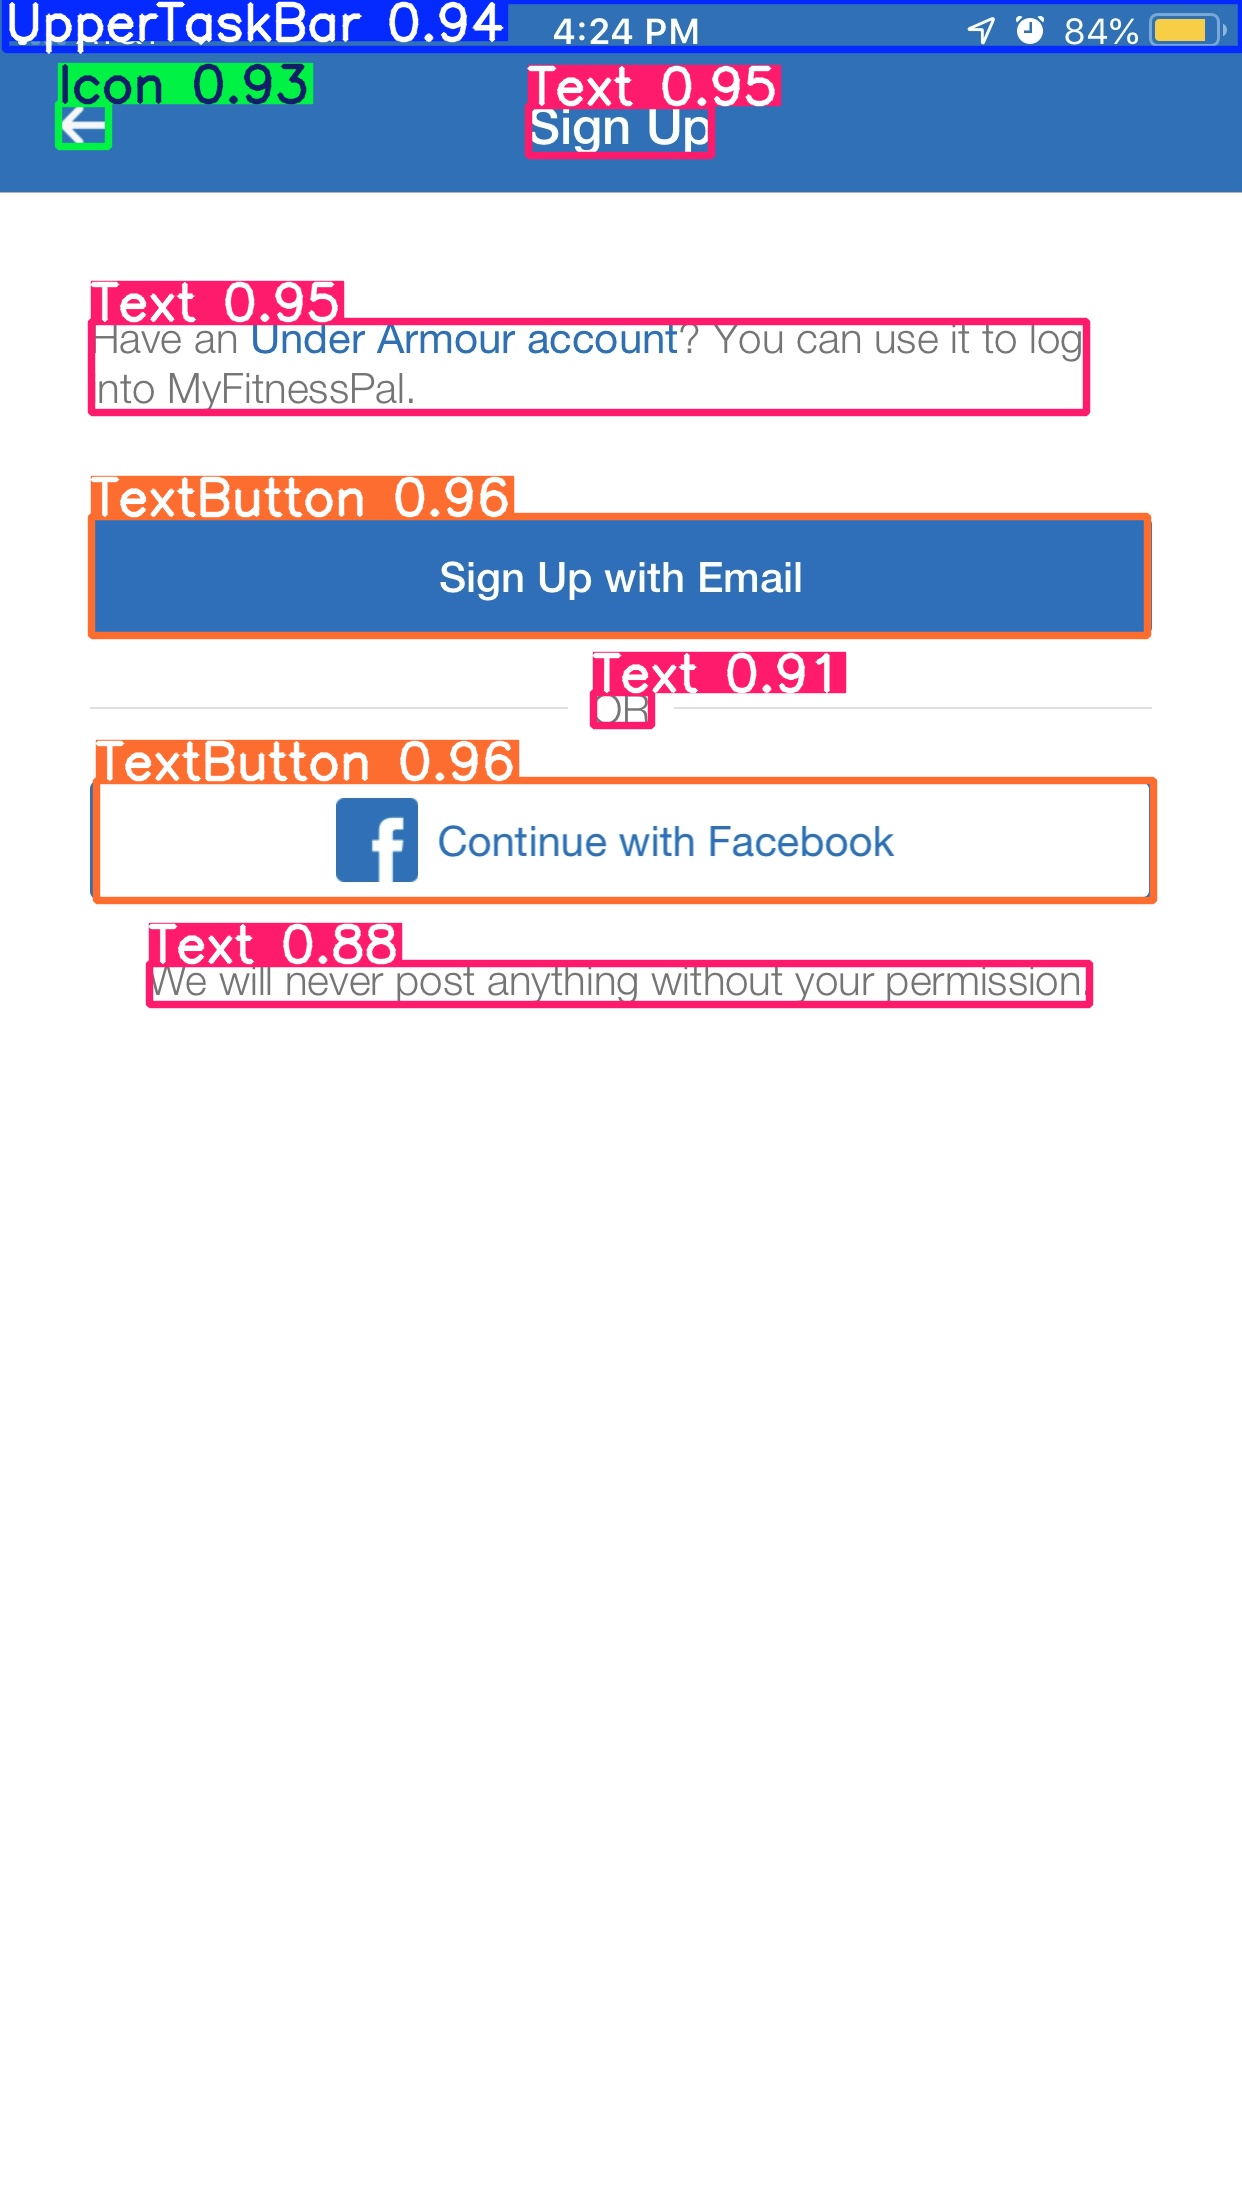 UpperTaskBar 0.94
4:24 PM
84%
Icon 0.93
Text 0.95
Sign Up
Text 0.95
Have an Under Armour account? You can use it to log
into MyFitnessPal.
TextButton 0.96
Sign Up with Email
Text 0.91
OR
TextButton 0.96
f Continue with Facebook
Text 0.88
We will never post anything without your permission.